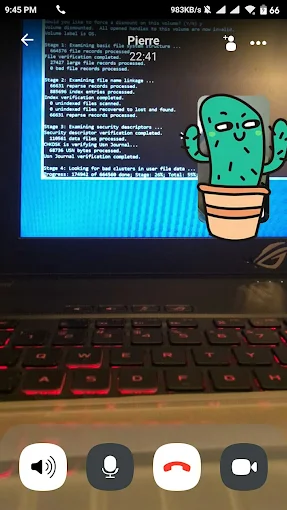 9:45 PM
983KB/s
66
Pierre
22:41
Would you like to force a dismount on this volume? (Y/N) y
Volume dismounted. All opened handles to this volume are now invalid.
Volume label is OS.
Stage 1: Examining basic file system structure ...
664576 file records processed.
File verification completed.
27427 large file records processed.
0 bad file records processed.
Stage 2: Examining file name linkage ...
66631 reparse records processed.
index entries processed.
Index verification completed.
0 unindexed files scanned.
0 unindexed files recovered to lost and found.
66631 reparse records processed.
Stage 3: Examining security descriptors ...
Security descriptor verification completed.
110561 data files processed.
CHKDSK is verifying Usn Journal...
68736 USN bytes processed.
Usn Journal verification completed.
Stage 4: Looking for bad clusters in user file data ...
Progress: 174961 of 664560 done; Stage: 26%; Total: 55%
Q W E R T Y
A S D F G